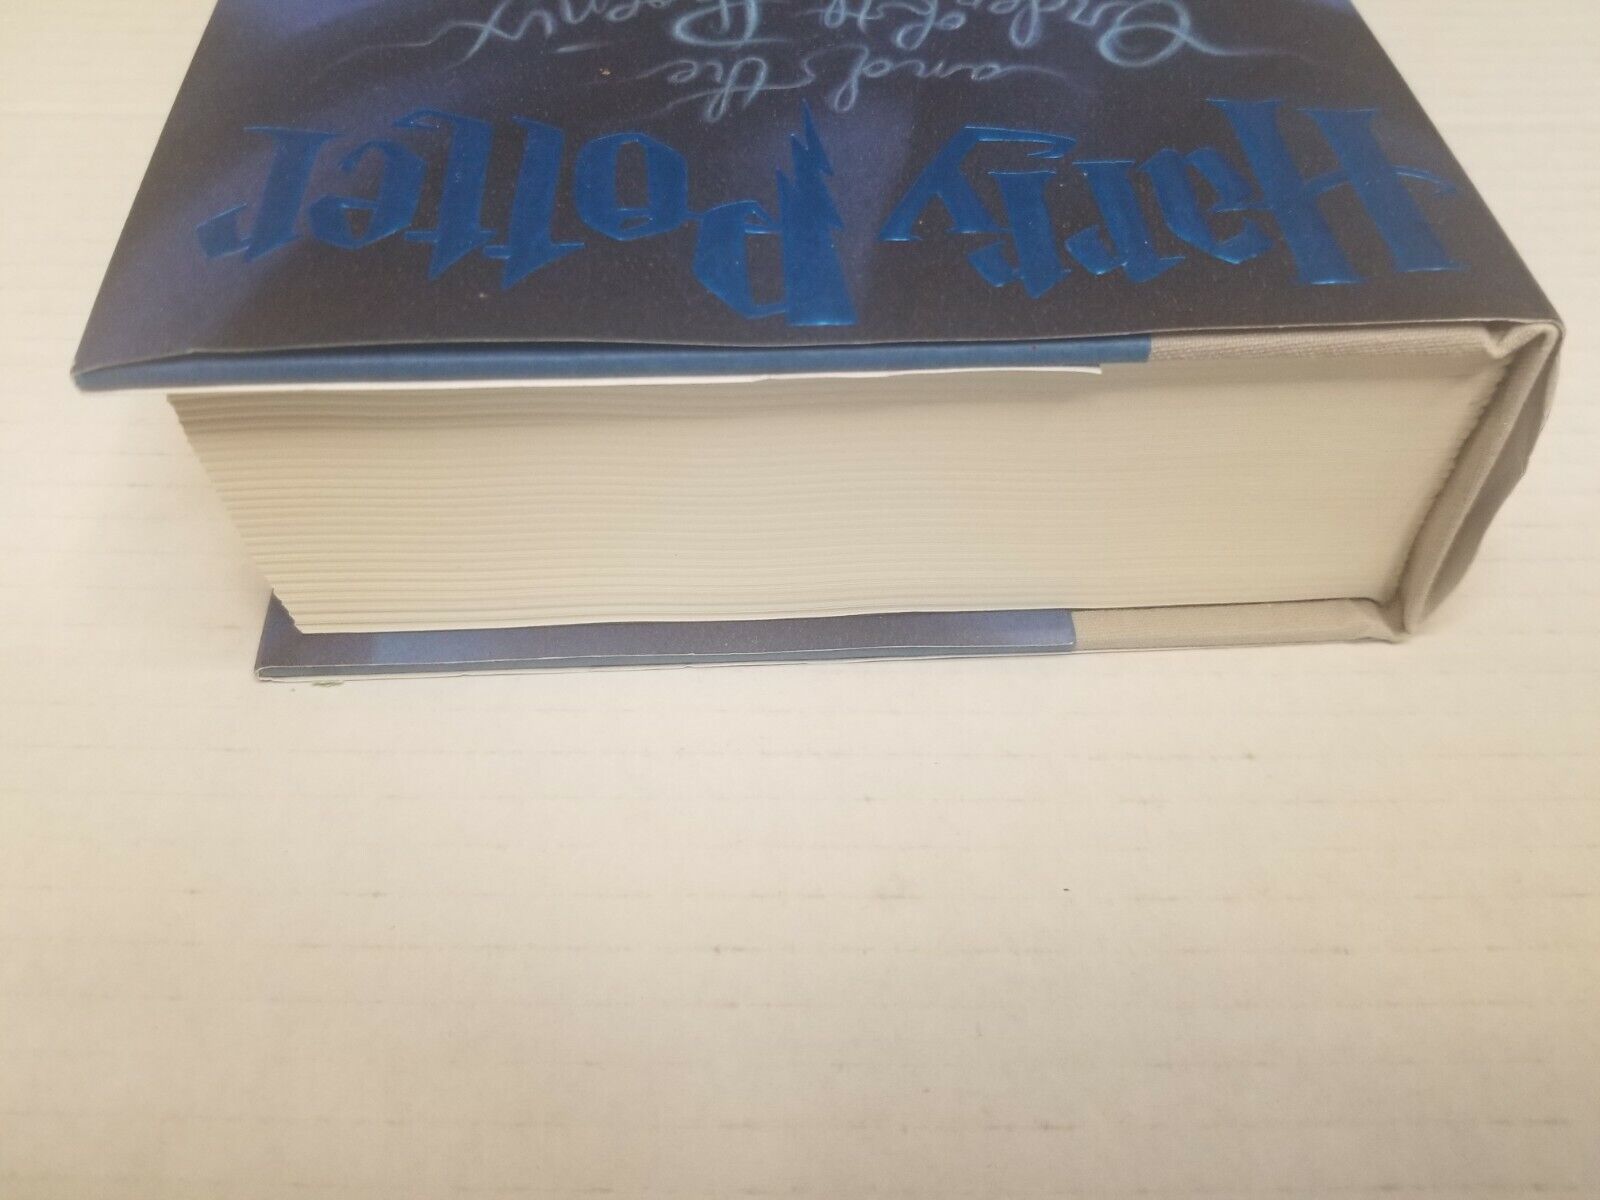 Harry Potter
and the
Order of the Phoenix